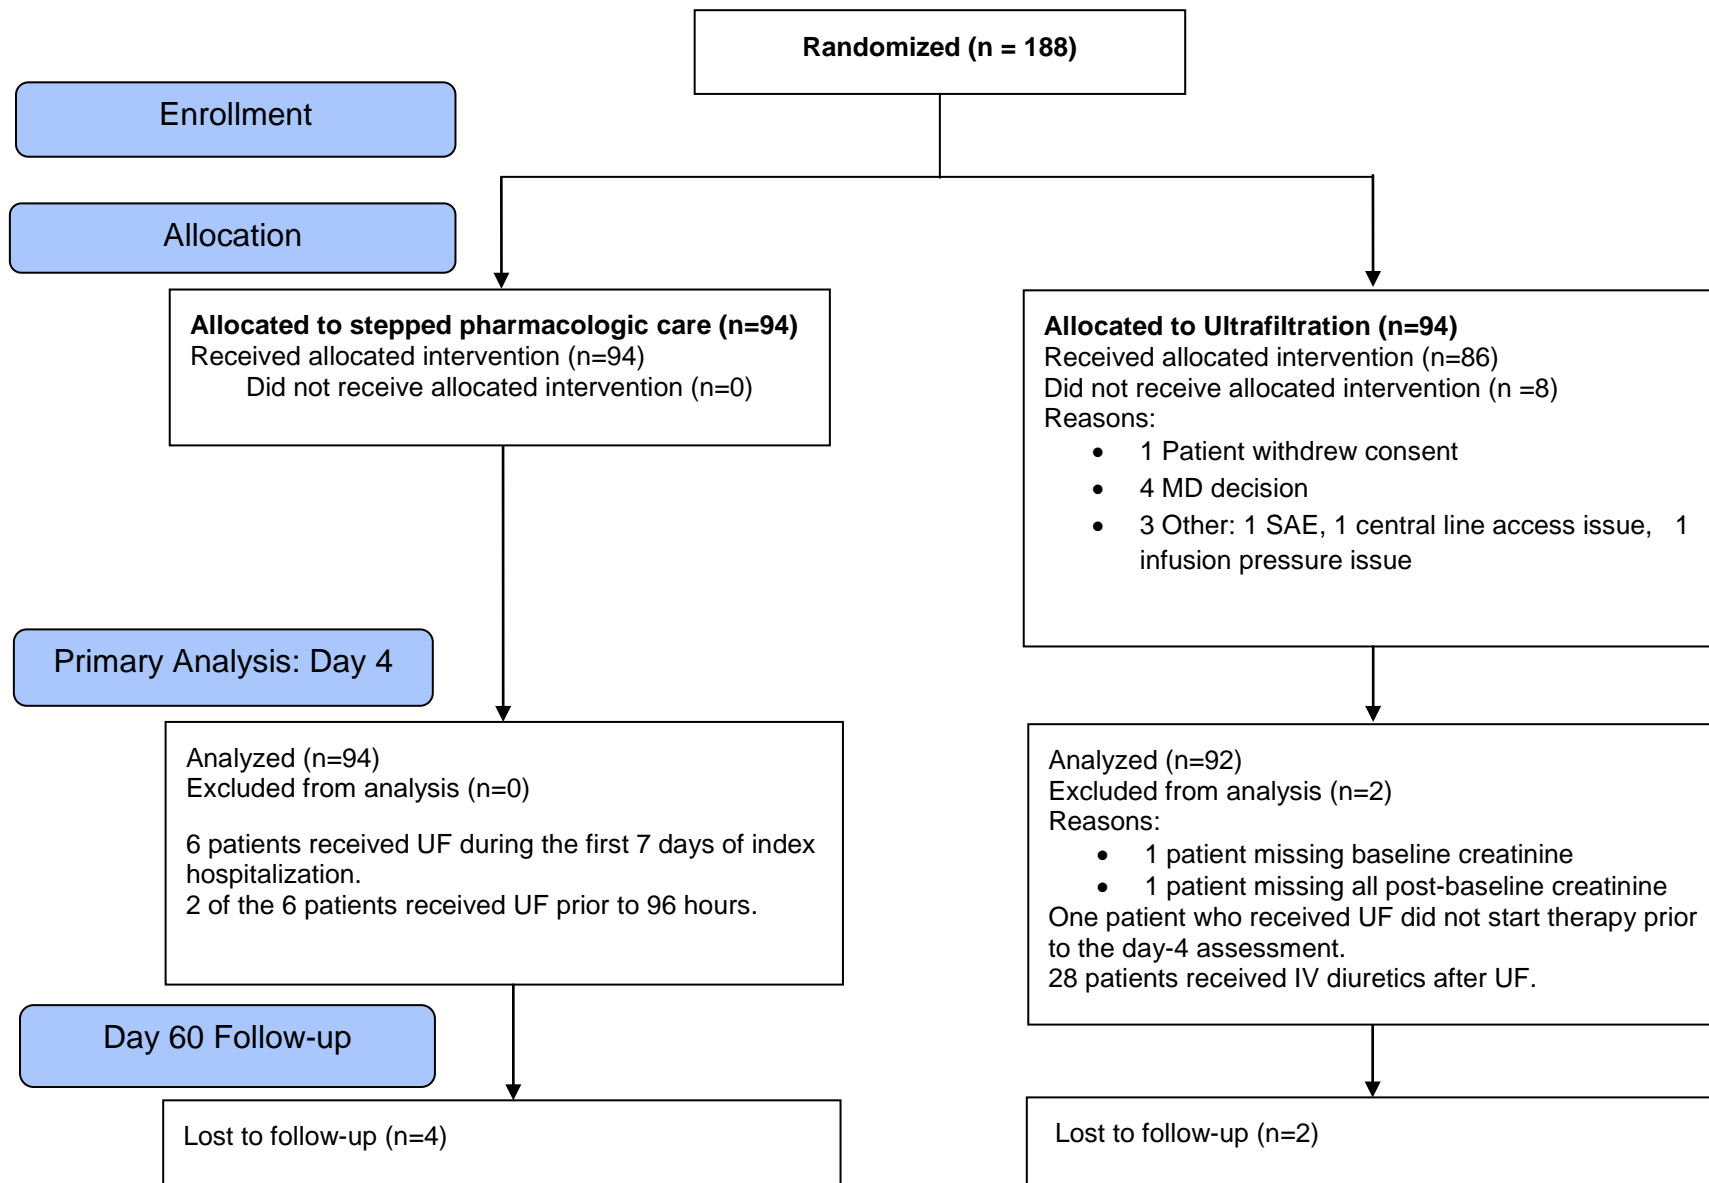 Randomized (n = 188)
Enrollment
Allocation
Allocated to stepped pharmacologic care (n=94)
Received allocated intervention (n=94)
Did not receive allocated intervention (n=0)
Allocated to Ultrafiltration (n=94)
Received allocated intervention (n=86)
Did not receive allocated intervention (n =8)
Reasons:
• 1 Patient withdrew consent
• 4 MD decision
• 3 Other: 1 SAE, 1 central line access issue, 1
infusion pressure issue
Primary Analysis: Day 4
Analyzed (n=94)
Excluded from analysis (n=0)
6 patients received UF during the first 7 days of index
hospitalization.
2 of the 6 patients received UF prior to 96 hours.
Analyzed (n=92)
Excluded from analysis (n=2)
Reasons:
• 1 patient missing baseline creatinine
• 1 patient missing all post-baseline creatinine
One patient who received UF did not start therapy prior
to the day-4 assessment.
28 patients received IV diuretics after UF.
Day 60 Follow-up
Lost to follow-up (n=4)
Lost to follow-up (n=2)